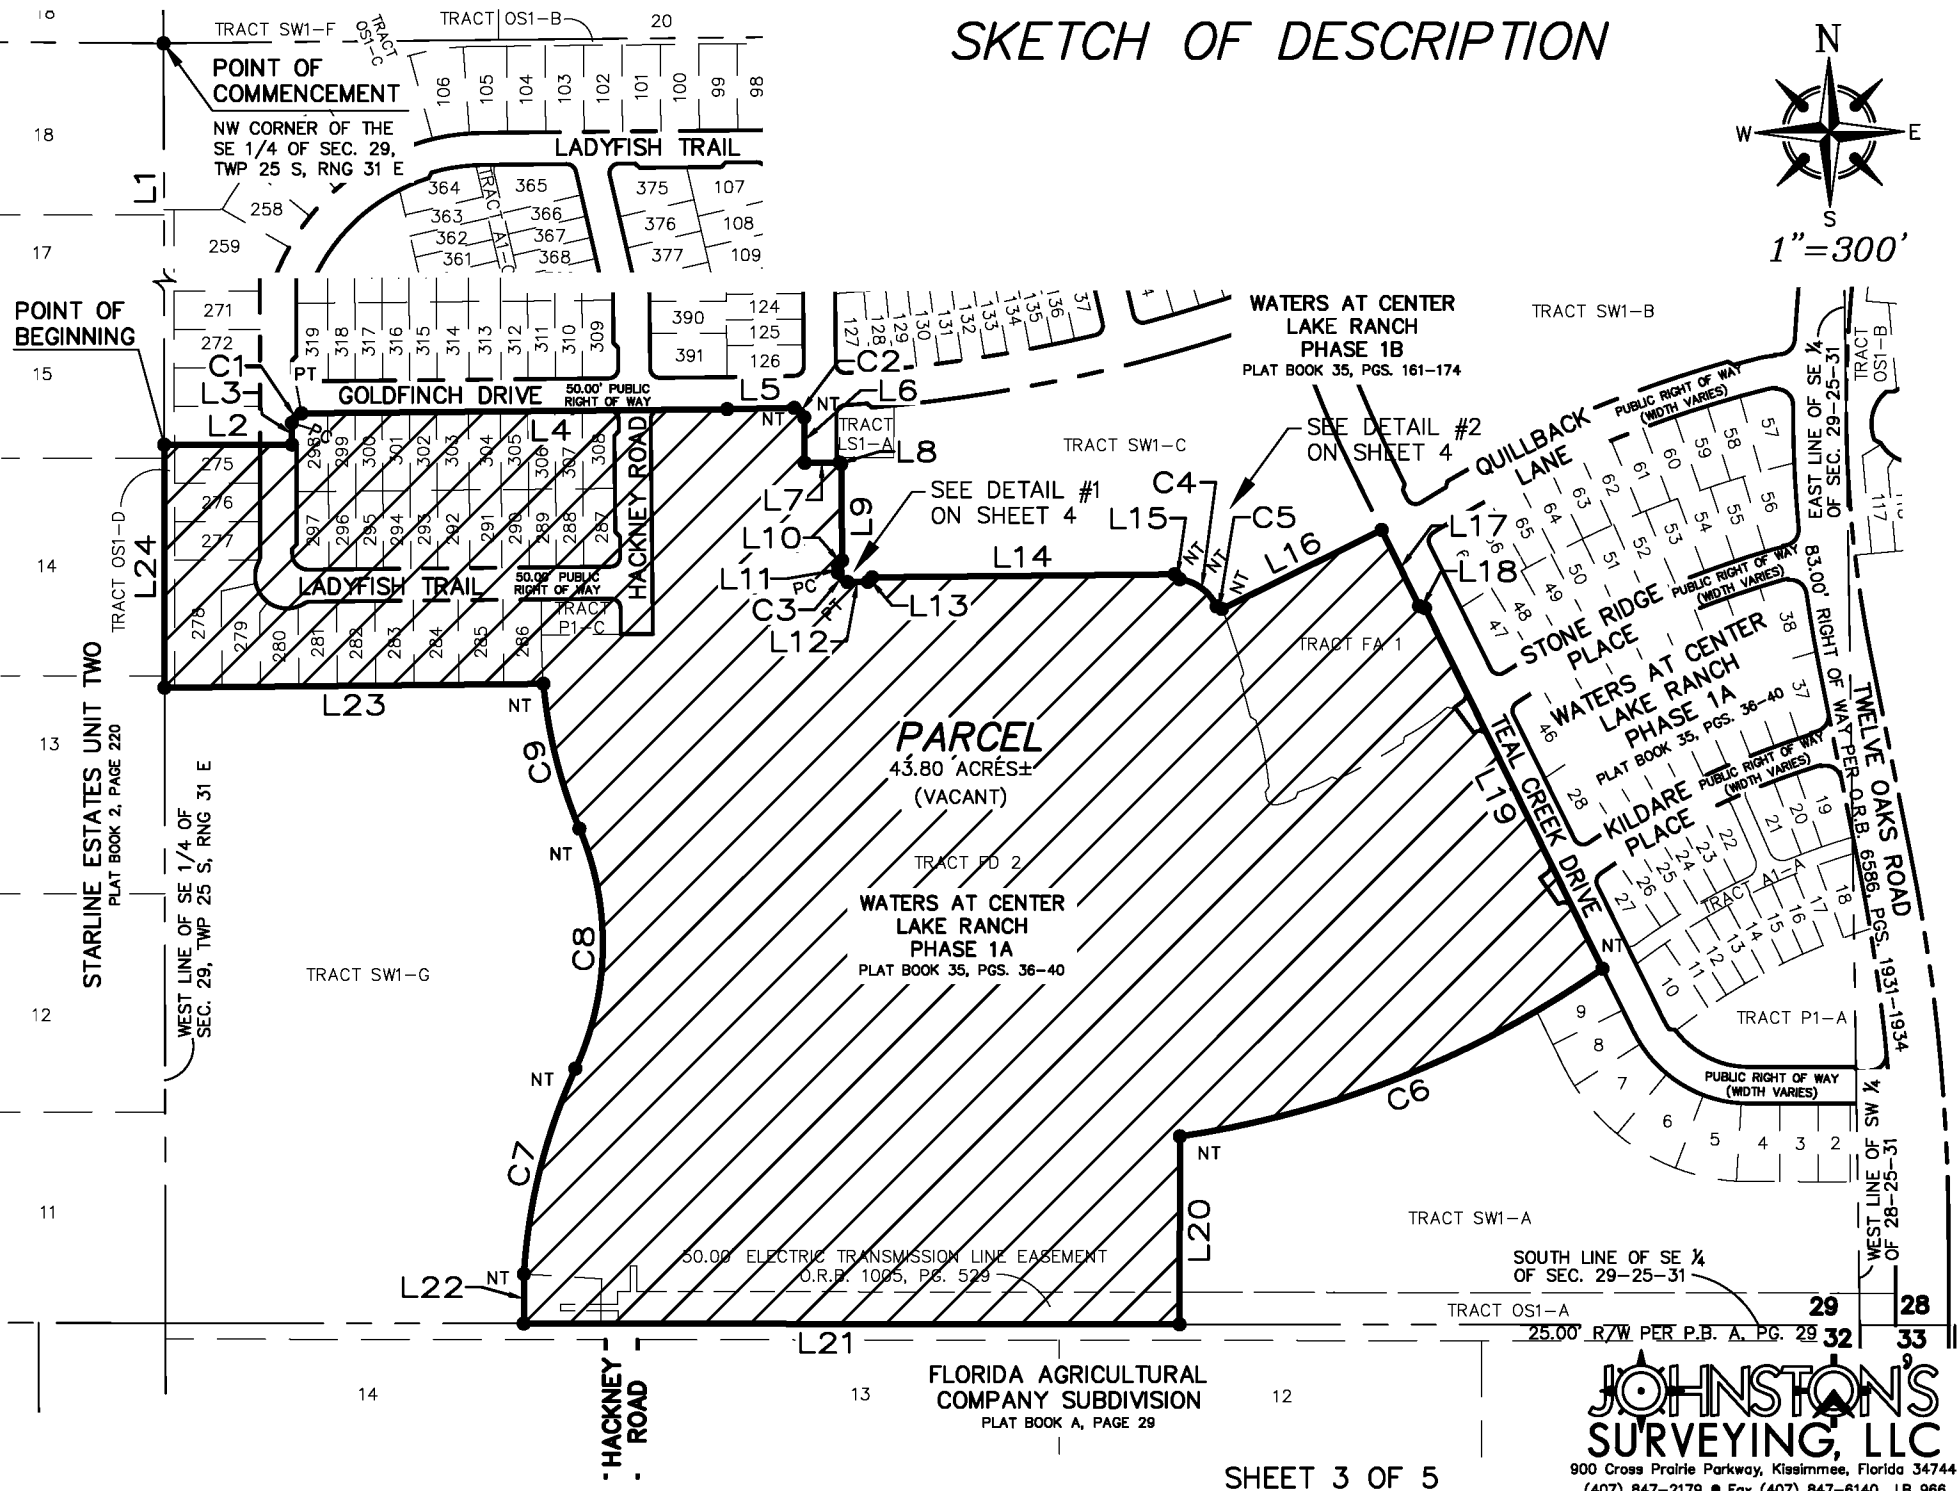 SKETCH OF DESCRIPTION
TRACT SW1-F
TRACT
OS1-C
TRACT OS1-B
20
18
POINT OF
COMMENCEMENT
NW CORNER OF THE
SE 1/4 OF SEC. 29,
TWP 25 S, RNG 31 E
106
105
104
103
102
101
100
99
98
LADYFISH TRAIL
N
W
E
S
1"=300'
L1
18
17
15
14
13
12
11
258
259
271
272
364
363
362
361
TRACT A1-C
365
366
367
368
375
376
377
107
108
109
POINT OF
BEGINNING
C1
L3
L2
PT
PC
319
318
317
316
315
314
313
312
311
310
309
390
391
124
125
126
127
128
129
130
131
132
133
134
135
136
37
GOLDFINCH DRIVE
50.00' PUBLIC
RIGHT OF WAY
L5
NT
NT
C2
L6
L4
TRACT
LS1-A
L8
L7
WATERS AT CENTER
LAKE RANCH
PHASE 1B
PLAT BOOK 35, PGS. 161-174
TRACT SW1-B
TRACT SW1-C
SEE DETAIL #2
ON SHEET 4
SEE DETAIL #1
ON SHEET 4
QUILLBACK
LANE
PUBLIC RIGHT OF WAY
(WIDTH VARIES)
EAST LINE OF SE ¼
OF SEC. 29-25-31
TRACT
OS1-B
117
298
299
300
301
302
303
304
305
306
307
308
HACKNEY ROAD
275
276
277
297
296
295
294
293
292
291
290
289
288
287
LADYFISH TRAIL
50.00' PUBLIC
RIGHT OF WAY
TRACT
P1-C
278
279
280
281
282
283
284
285
286
L24
TRACT OS1-D
L23
NT
L9
L10
L11
PC
C3
PT
L12
L13
L14
L15
C4
NT
NT
C5
NT
L16
L17
L18
TRACT FA 1
65
64
63
62
61
60
59
58
57
56
55
54
53
52
51
50
49
48
47
STONE RIDGE
PLACE
PUBLIC RIGHT OF WAY
(WIDTH VARIES)
83.00' RIGHT OF WAY PER O.R.B. 6586, PGS. 1931-1934
TWELVE OAKS ROAD
WATERS AT CENTER
LAKE RANCH
PHASE 1A
PLAT BOOK 35, PGS. 36-40
46
38
37
28
KILDARE
PLACE
PUBLIC RIGHT OF WAY
(WIDTH VARIES)
TEAL CREEK DRIVE
L19
27
26
25
24
23
22
21
20
19
18
17
16
15
14
13
12
11
10
TRACT A1-A
STARLINE ESTATES UNIT TWO
PLAT BOOK 2, PAGE 220
WEST LINE OF SE 1/4 OF
SEC. 29, TWP 25 S, RNG 31 E
C9
NT
PARCEL
43.80 ACRES±
(VACANT)
TRACT FD 2
WATERS AT CENTER
LAKE RANCH
PHASE 1A
PLAT BOOK 35, PGS. 36-40
TRACT SW1-G
C8
NT
C7
NT
TRACT P1-A
9
8
7
6
5
4
3
2
PUBLIC RIGHT OF WAY
(WIDTH VARIES)
C6
NT
NT
L20
TRACT SW1-A
WEST LINE OF SW ¼
OF 28-25-31
50.00' ELECTRIC TRANSMISSION LINE EASEMENT
O.R.B. 1005, PG. 529
SOUTH LINE OF SE ¼
OF SEC. 29-25-31
L22
TRACT OS1-A
25.00' R/W PER P.B. A, PG. 29
29
28
32
33
L21
14
13
12
9
HACKNEY
ROAD
FLORIDA AGRICULTURAL
COMPANY SUBDIVISION
PLAT BOOK A, PAGE 29
SHEET 3 OF 5
JOHNSTON'S
SURVEYING, LLC
900 Cross Prairie Parkway, Kissimmee, Florida 34744
(407) 847-2179 ● Fax (407) 847-6140 LB 966